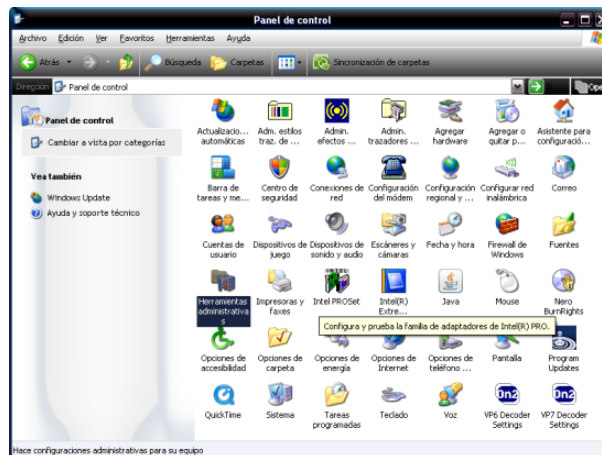 Panel de control
Archivo Edición Ver Favoritos Herramientas Ayuda
Atrás Búsqueda Carpetas Sincronización de carpetas
Dirección Panel de control
Panel de control
Cambiar a vista por categorías
Vea también
Windows Update
Ayuda y soporte técnico
Actualizacio... automáticas
Adm. estilos traz. de ...
Admin. efectos ...
Admin. trazadores ...
Agregar hardware
Agregar o quitar p...
Asistente para configuració...
Barra de tareas y me...
Centro de seguridad
Conexiones de red
Configuración del módem
Configuración regional y ...
Configurar red inalámbrica
Correo
Cuentas de usuario
Dispositivos de juego
Dispositivos de sonido y audio
Escáneres y cámaras
Fecha y hora
Firewall de Windows
Fuentes
Herramientas administrativa
s
Impresoras y faxes
INTEL
Intel PROSet
Intel(R) Extre...
Java
Mouse
Nero BurnRights
Configura y prueba la familia de adaptadores de Intel(R) PRO.
Opciones de accesibilidad
Opciones de carpeta
Opciones de energía
Opciones de Internet
Opciones de teléfono ...
Pantalla
Program Updates
QuickTime
Sistema
Tareas programadas
Teclado
Voz
On2
VP6 Decoder Settings
On2
VP7 Decoder Settings
Hace configuraciones administrativas para su equipo